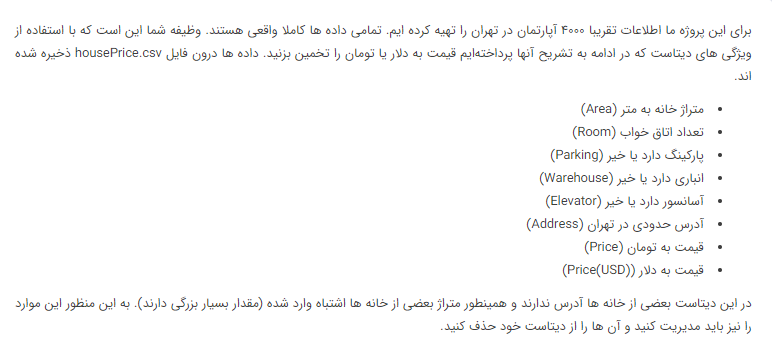 برای این پروژه ما اطلاعات تقریبا ۴۰۰۰ آپارتمان در تهران را تهیه کرده ایم. تمامی داده ها کاملا واقعی هستند. وظیفه شما این است که با استفاده از
ویژگی های دیتاست که در ادامه به تشریح آنها پرداخته‌ایم قیمت به دلار یا تومان را تخمین بزنید. داده ها درون فایل housePrice.csv ذخیره شده
اند.
• متراژ خانه به متر (Area)
• تعداد اتاق خواب (Room)
• پارکینگ دارد یا خیر (Parking)
• انباری دارد یا خیر (Warehouse)
• آسانسور دارد یا خیر (Elevator)
• آدرس حدودی در تهران (Address)
• قیمت به تومان (Price)
• قیمت به دلار ((Price(USD)
در این دیتاست بعضی از خانه ها آدرس ندارند و همینطور متراژ بعضی از خانه ها اشتباه وارد شده (مقدار بسیار بزرگی دارند). به این منظور این موارد
را نیز باید مدیریت کنید و آن ها را از دیتاست خود حذف کنید.